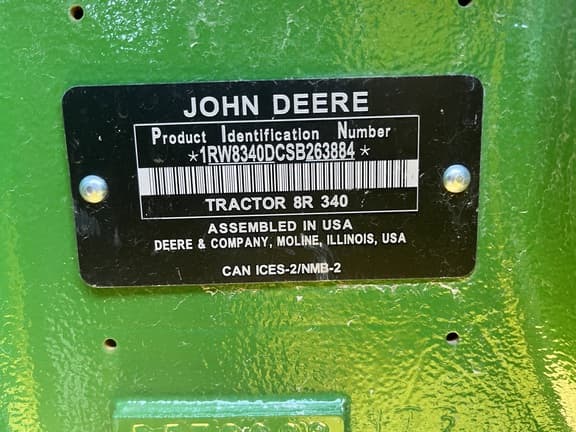 JOHN DEERE
Product Identification Number
*1RW8340DCSB263884*
TRACTOR 8R 340
ASSEMBLED IN USA
DEERE & COMPANY, MOLINE, ILLINOIS, USA
CAN ICES-2/NMB-2